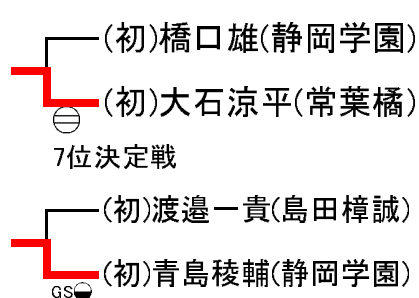 (初)橋口雄(静岡学園)
(初)大石涼平(常葉橘)
7位決定戦
(初)渡邉一貴(島田樟誠)
(初)青島稜輔(静岡学園)
GS